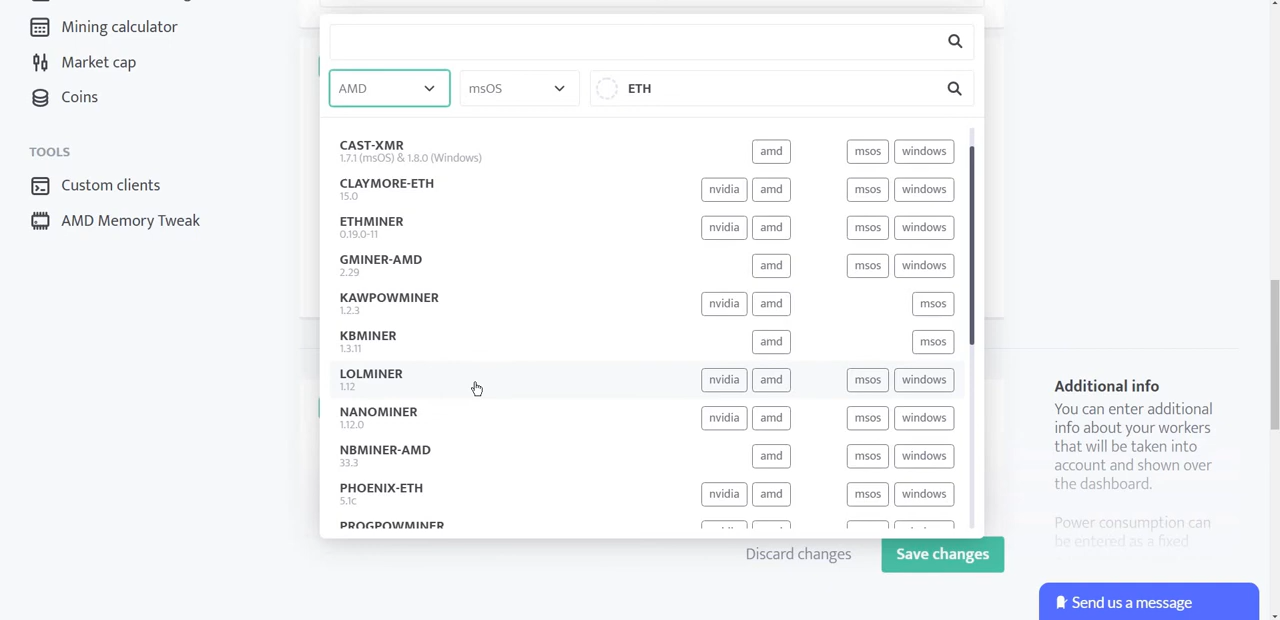 Mining calculator
Market cap
Coins
TOOLS
Custom clients
AMD Memory Tweak
AMD
msOS
ETH
CAST-XMR
1.7.1 (msOS) & 1.8.0 (Windows)
amd msos windows
CLAYMORE-ETH
15.0
nvidia amd msos windows
ETHMINER
0.19.0-11
nvidia amd msos windows
GMINER-AMD
2.29
amd msos windows
KAWPOWMINER
1.2.3
nvidia amd msos
KBMINER
1.3.11
amd msos
LOLMINER
1.12
nvidia amd msos windows
NANOMINER
1.12.0
nvidia amd msos windows
NBMINER-AMD
33.3
amd msos windows
PHOENIX-ETH
5.1c
nvidia amd msos windows
PROGPOWMINER
Discard changes
Save changes
Additional info
You can enter additional
info about your workers
that will be taken into
account and shown over
the dashboard.
Power consumption can
be entered as a fixed
Send us a message